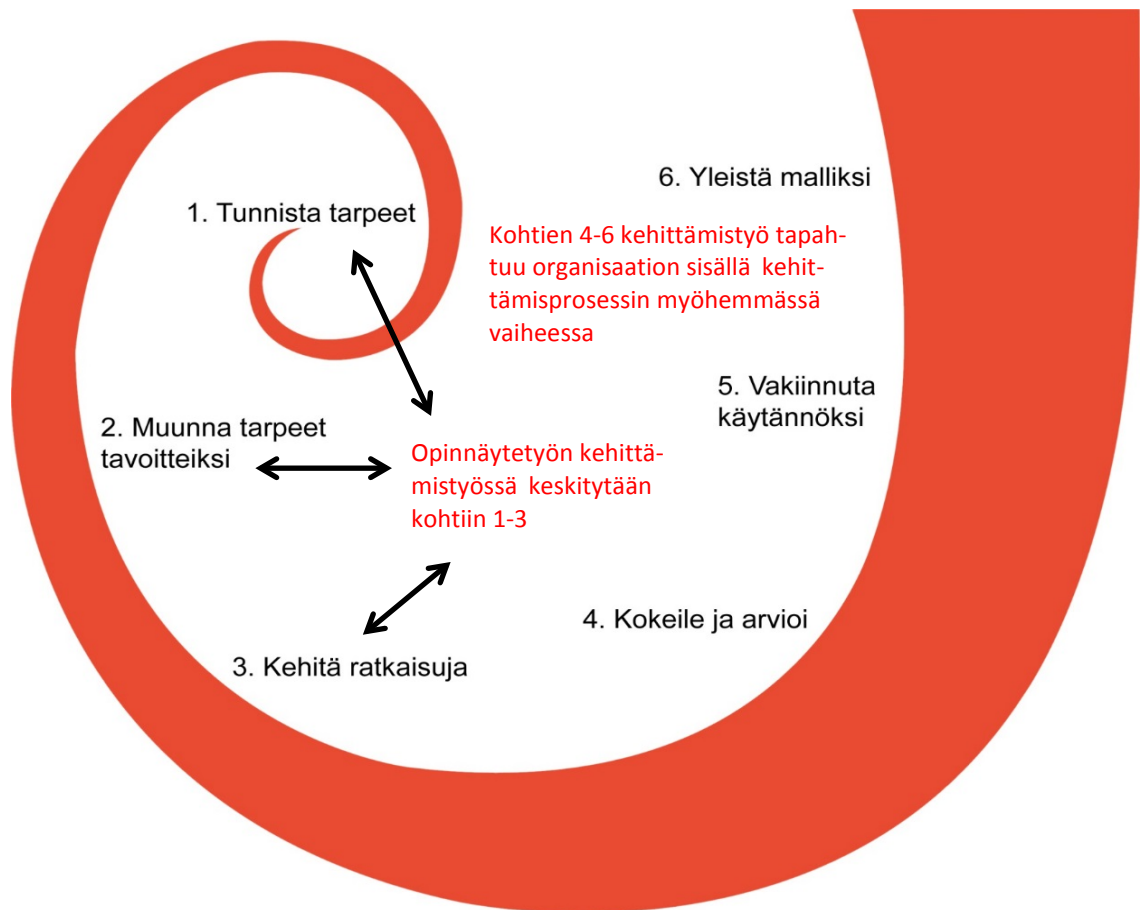 1. Tunnista tarpeet
2. Muunna tarpeet
tavoitteiksi
3. Kehitä ratkaisuja
Opinnäytetyön kehittä-
mistyössä keskitytään
kohtiin 1-3
4. Kokeile ja arvioi
5. Vakiinnuta
käytännöksi
6. Yleistä malliksi
Kohtien 4-6 kehittämistyö tapah-
tuu organisaation sisällä kehit-
tämisprosessin myöhemmässä
vaiheessa